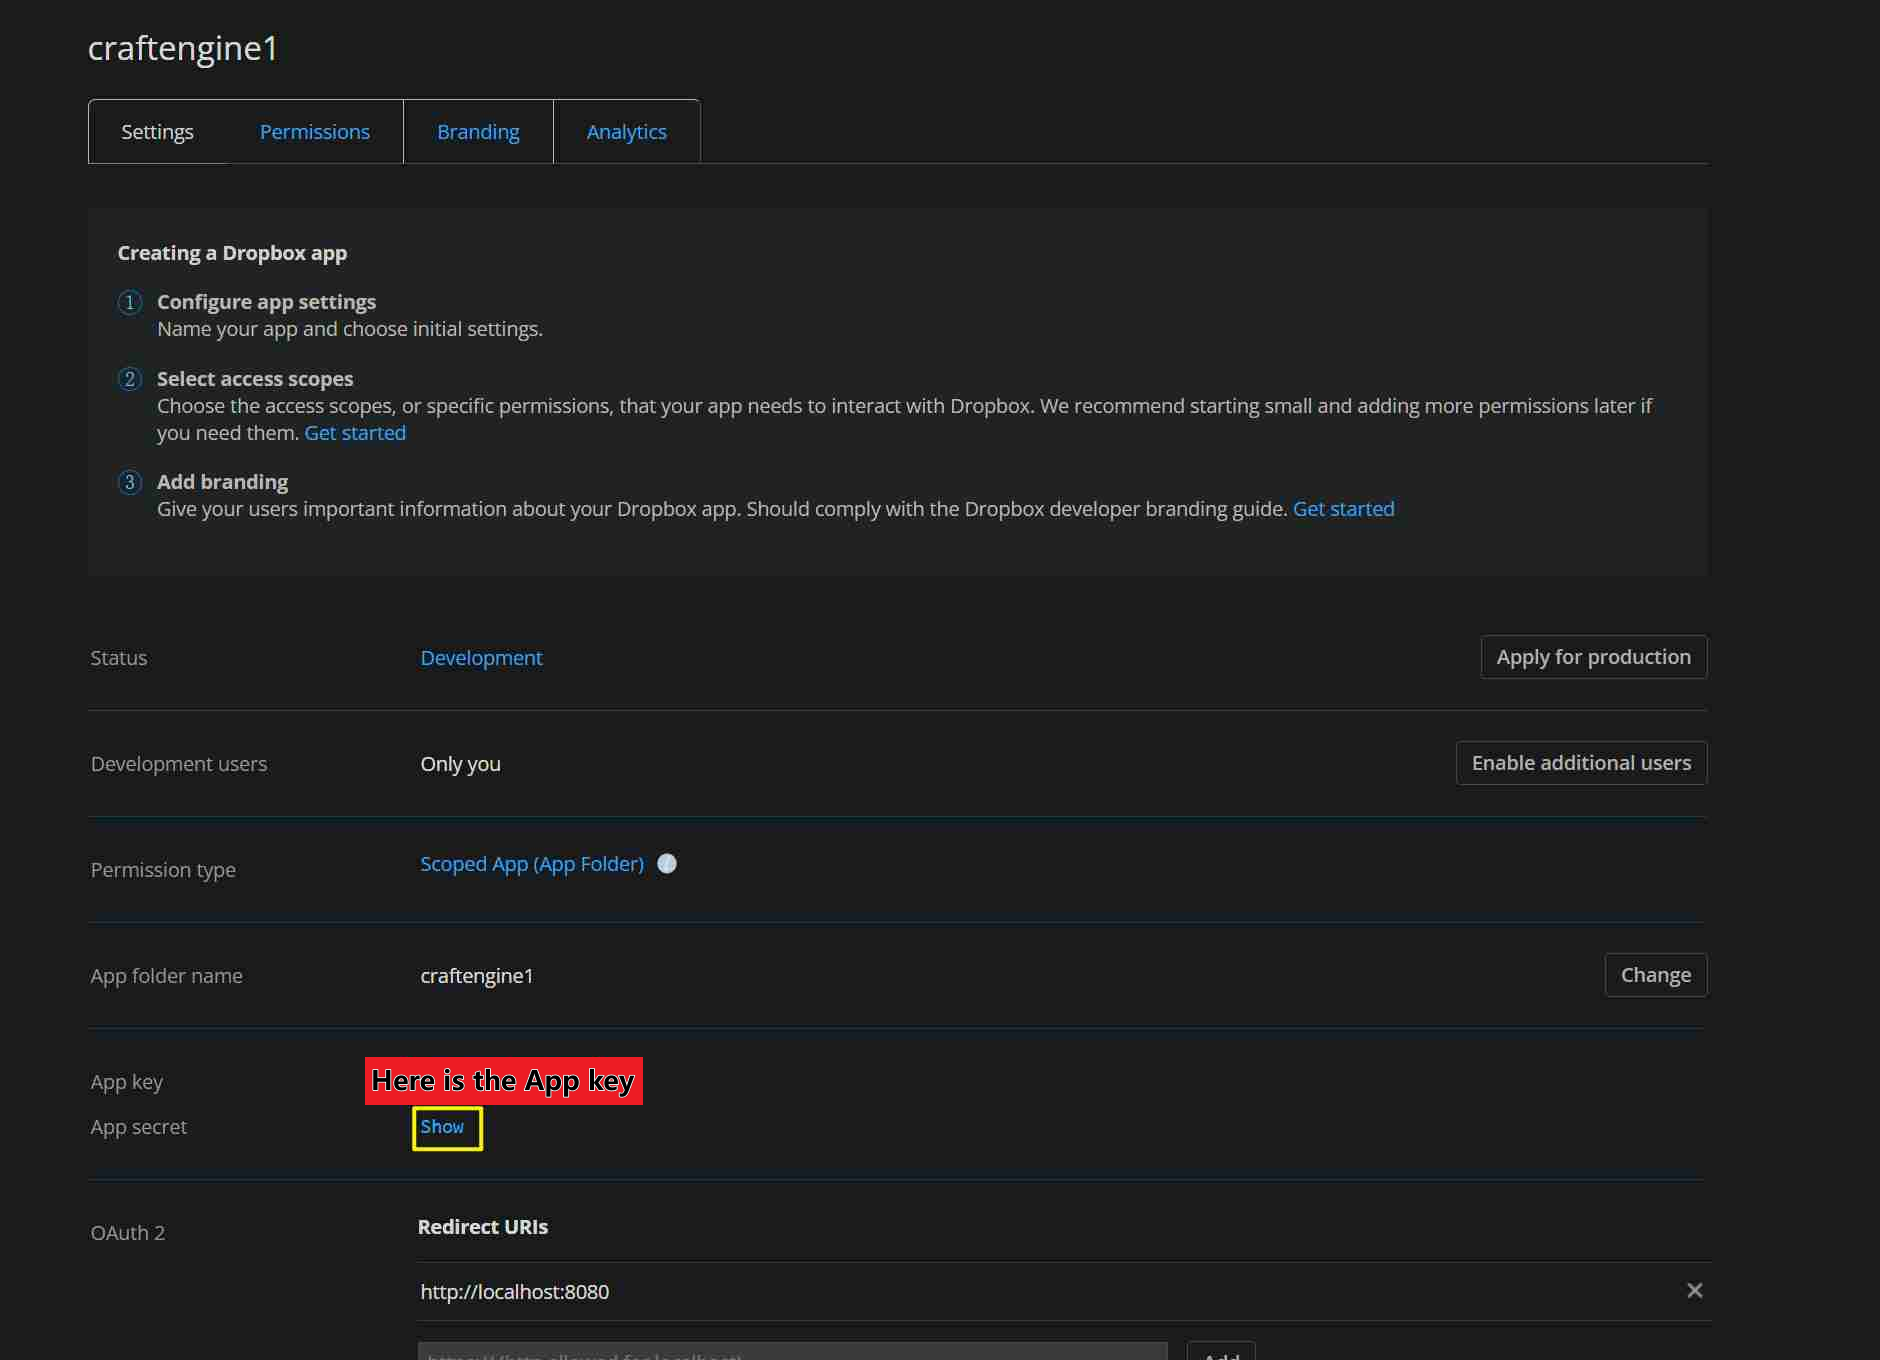 craftengine1
Settings Permissions Branding Analytics
Creating a Dropbox app
1 Configure app settings
Name your app and choose initial settings.
2 Select access scopes
Choose the access scopes, or specific permissions, that your app needs to interact with Dropbox. We recommend starting small and adding more permissions later if
you need them. Get started
3 Add branding
Give your users important information about your Dropbox app. Should comply with the Dropbox developer branding guide. Get started
Status Development Apply for production
Development users Only you Enable additional users
Permission type Scoped App (App Folder)
App folder name craftengine1 Change
App key Here is the App key
App secret Show
OAuth 2 Redirect URIs
http://localhost:8080
Add